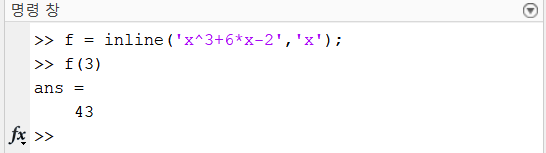 명령 창
>> f = inline('x^3+6*x-2','x');
>> f(3)
ans =
    43
fx >>